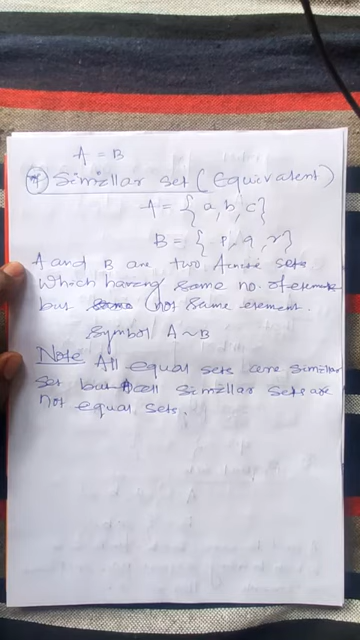 A = B
* Simillar set (Equivalent)
A = { a, b, c }
B = { p, q, r }
A and B are two finite sets.
which having same no. of element
but not same element.
Symbol A ~ B
Note All equal sets are simillar
set, but All simillar sets are
not equal sets.